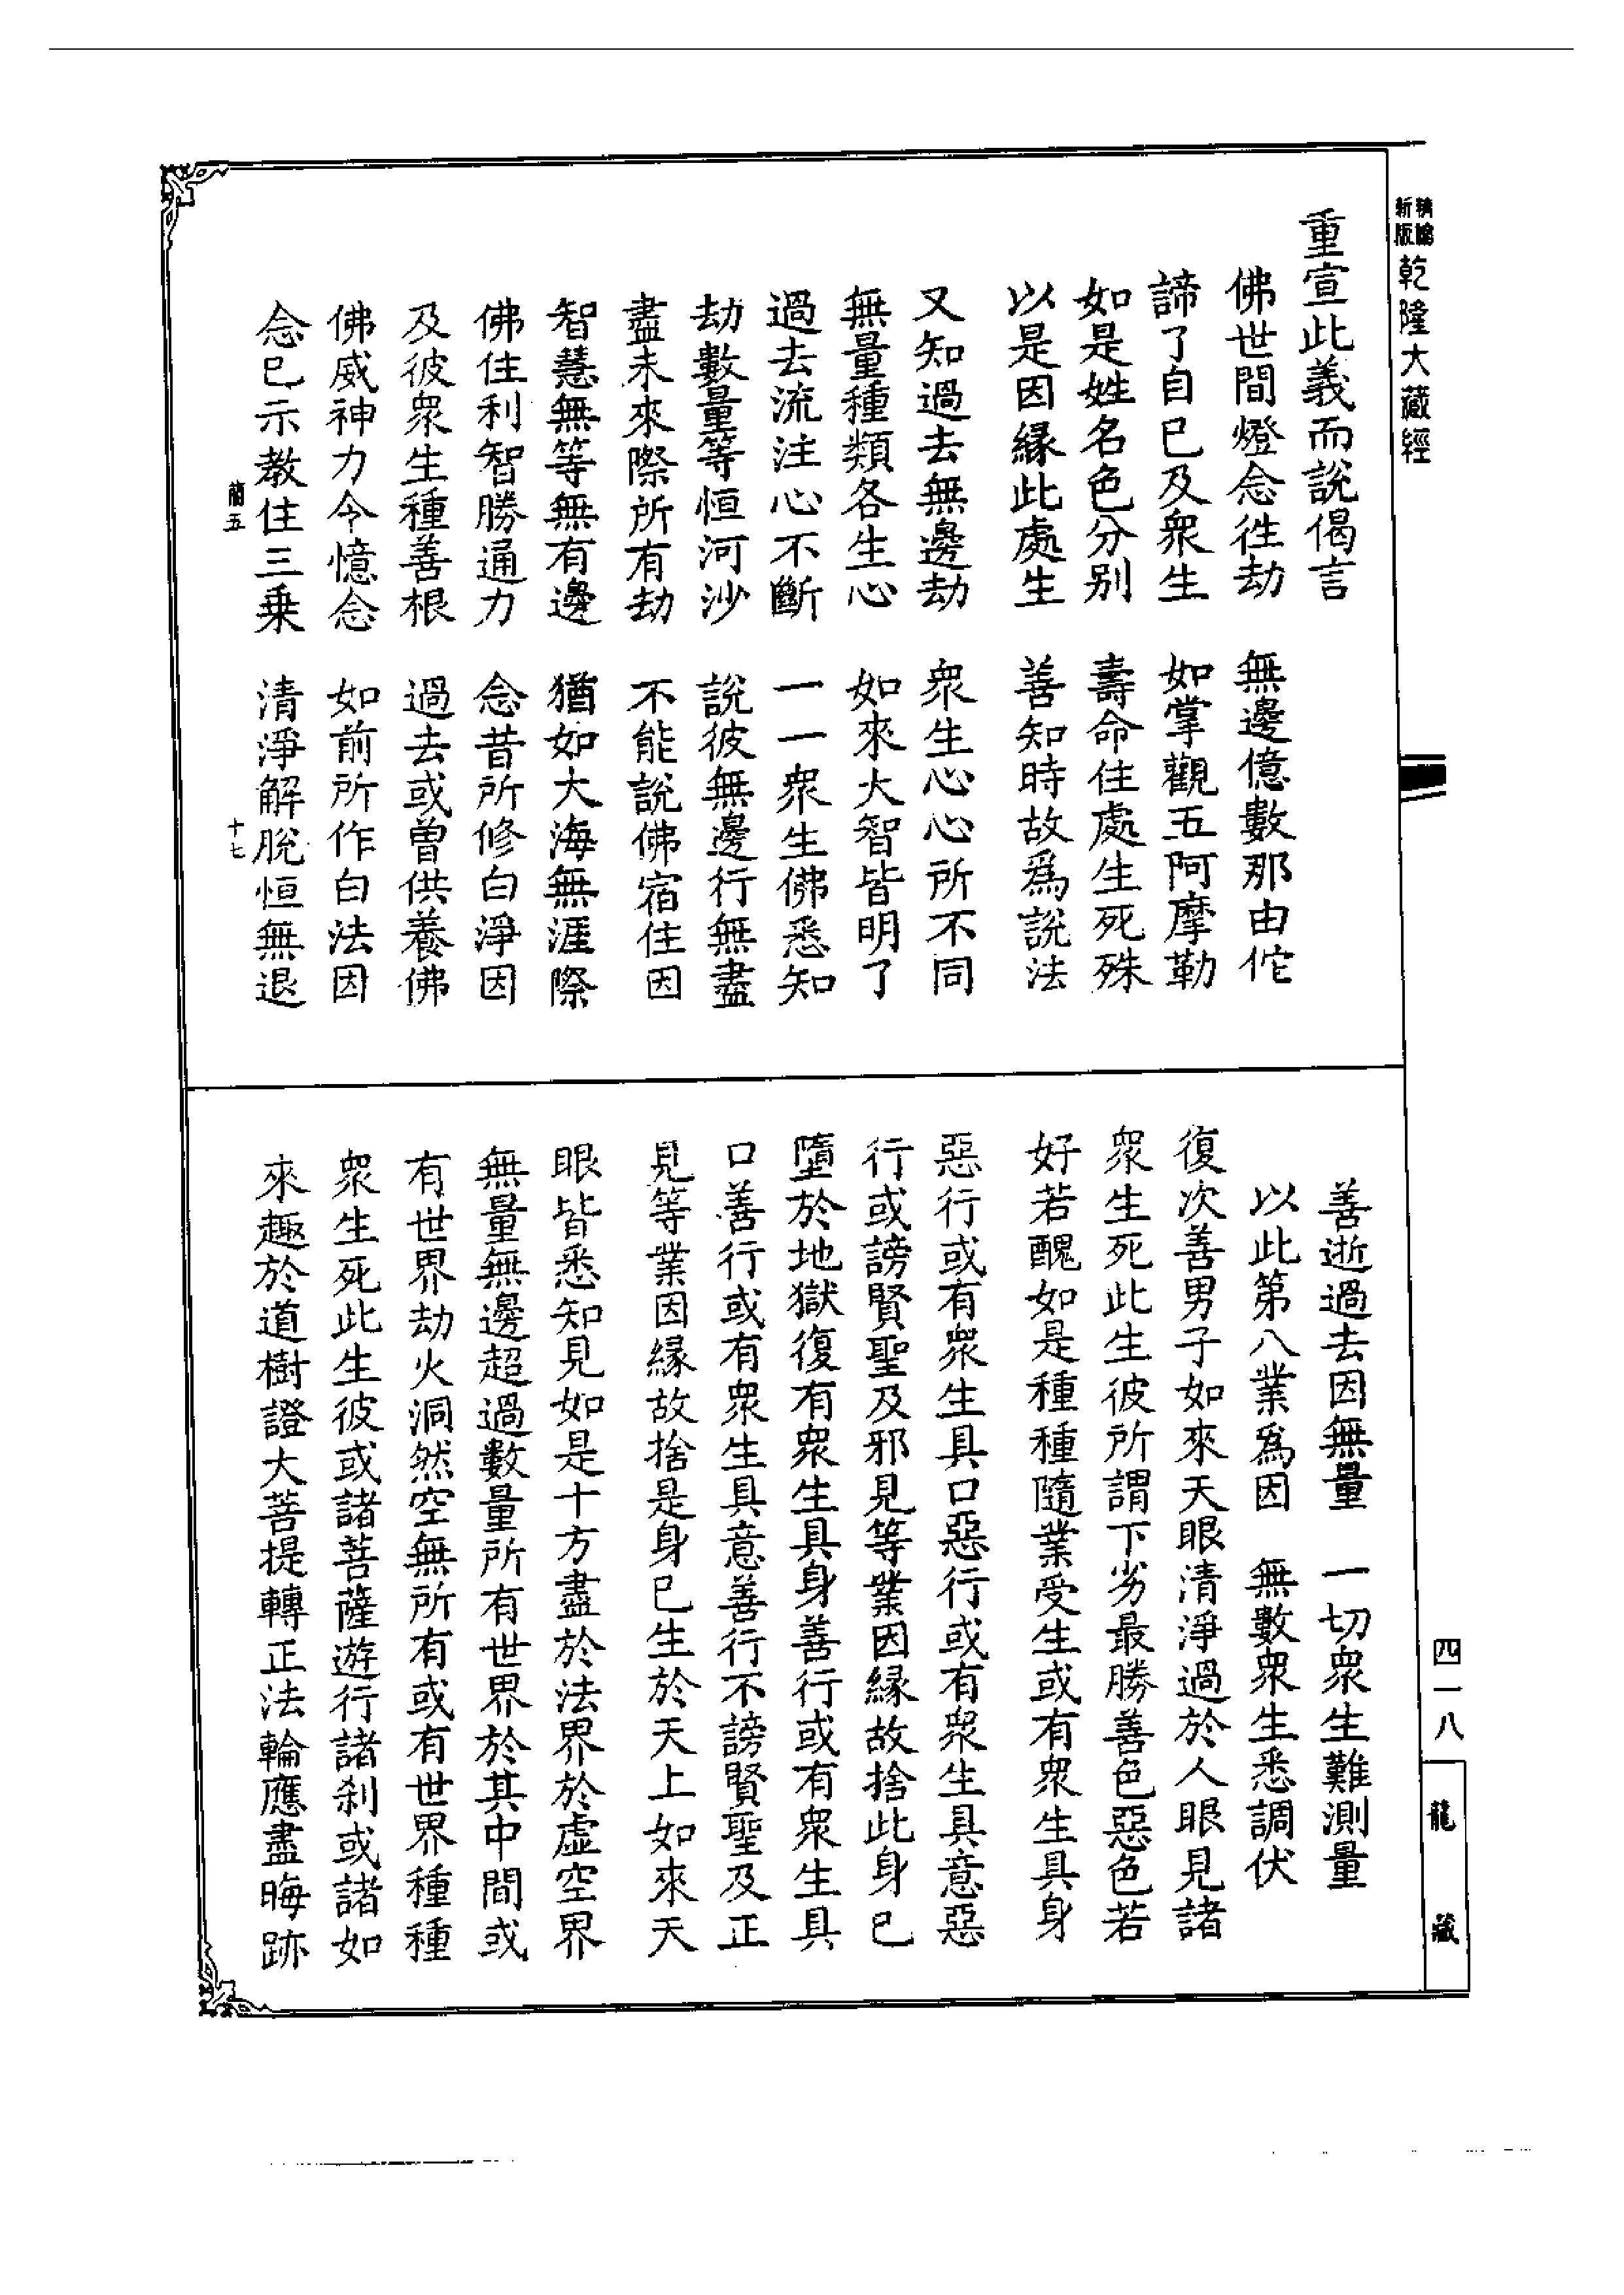 新版
精編
乾隆大藏經
重宣此義而說偈言
佛世間燈念徃劫　無邊億數那由佗
諦了自巳及衆生　如掌觀五阿摩勒
如是姓名色分别　壽命住處生死殊
以是因緣此處生　善知時故爲說法
又知過去無邊劫　衆生心心所不同
無量種類各生心　如來大智皆明了
過去流注心不斷　一一衆生佛悉知
劫數量等恒河沙　說彼無邊行無盡
盡未來際所有劫　不能說佛宿住因
智慧無等無有邊　猶如大海無涯際
佛住利智勝通力　念昔所修白淨因
及彼衆生種善根　過去或曽供養佛
佛威神力令憶念　如前所作白法因
念巳示教住三乗　清淨解脫恒無退
蘭五　十七
善逝過去因無量　一切衆生難測量
以此第八業爲因　無數衆生悉調伏
復次善男子如來天眼清淨過於人眼見諸
衆生死此生彼所謂下劣最勝善色惡色若
好若醜如是種種隨業受生或有衆生具身
惡行或有衆生具口惡行或有衆生具意惡
行或謗賢聖及邪見等業因緣故捨此身巳
墮於地獄復有衆生具身善行或有衆生具
口善行或有衆生具意善行不謗賢聖及正
見等業因緣故捨是身巳生於天上如來天
眼皆悉知見如是十方盡於法界於虛空界
無量無邊超過數量所有世界於其中間或
有世界劫火洞然空無所有或有世界種種
衆生死此生彼或諸菩薩遊行諸刹或諸如
來趣於道樹證大菩提轉正法輪應盡晦跡
四一八
龍藏